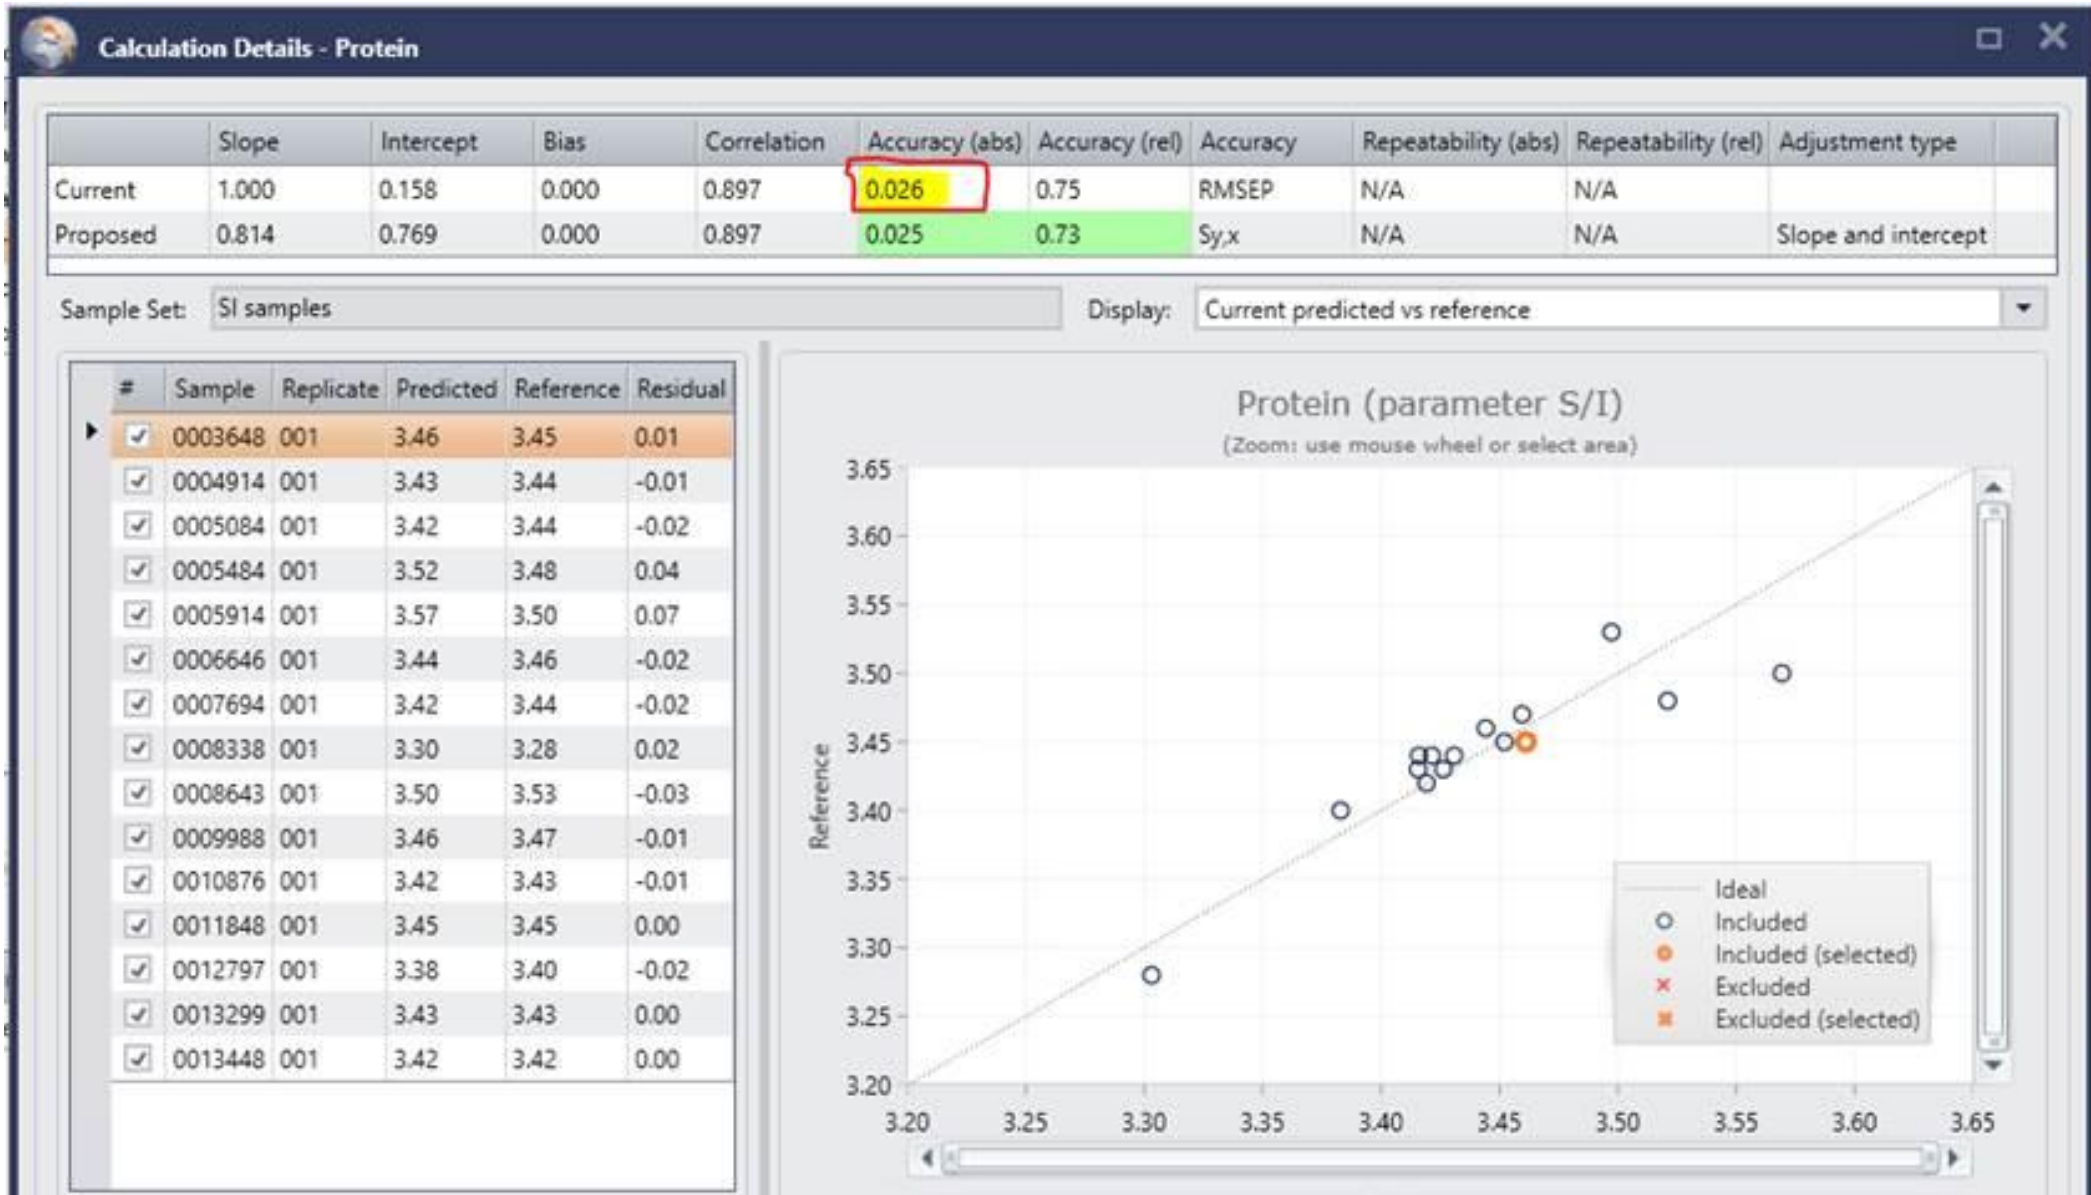 Calculation Details - Protein
Slope Intercept Bias Correlation Accuracy (abs) Accuracy (rel) Accuracy Repeatability (abs) Repeatability (rel) Adjustment type
Current 1.000 0.158 0.000 0.897 0.026 0.75 RMSEP N/A N/A
Proposed 0.814 0.769 0.000 0.897 0.025 0.73 Sy,x N/A N/A Slope and intercept
Sample Set: SI samples Display: Current predicted vs reference
# Sample Replicate Predicted Reference Residual
0003648 001 3.46 3.45 0.01
0004914 001 3.43 3.44 -0.01
0005084 001 3.42 3.44 -0.02
0005484 001 3.52 3.48 0.04
0005914 001 3.57 3.50 0.07
0006646 001 3.44 3.46 -0.02
0007694 001 3.42 3.44 -0.02
0008338 001 3.30 3.28 0.02
0008643 001 3.50 3.53 -0.03
0009988 001 3.46 3.47 -0.01
0010876 001 3.42 3.43 -0.01
0011848 001 3.45 3.45 0.00
0012797 001 3.38 3.40 -0.02
0013299 001 3.43 3.43 0.00
0013448 001 3.42 3.42 0.00
Protein (parameter S/I)
(Zoom: use mouse wheel or select area)
Reference
3.65
3.60
3.55
3.50
3.45
3.40
3.35
3.30
3.25
3.20
Ideal
Included
Included (selected)
Excluded
Excluded (selected)
3.20 3.25 3.30 3.35 3.40 3.45 3.50 3.55 3.60 3.65